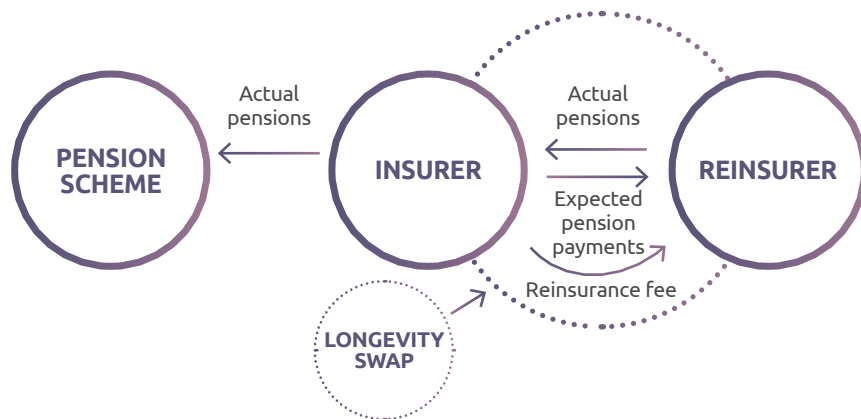 Actual
pensions
Actual
pensions
PENSION
SCHEME
INSURER
REINSURER
Expected
pension
payments
Reinsurance fee
LONGEVITY
SWAP